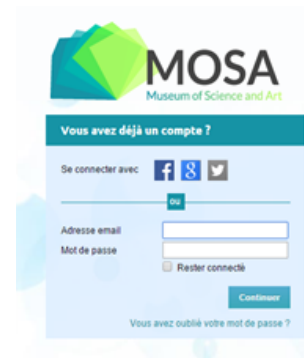 MOSA
Museum of Science and Art
Vous avez déjà un compte ?
Se connecter avec
ou
Adresse email
Mot de passe
Rester connecté
Continuer
Vous avez oublié votre mot de passe ?